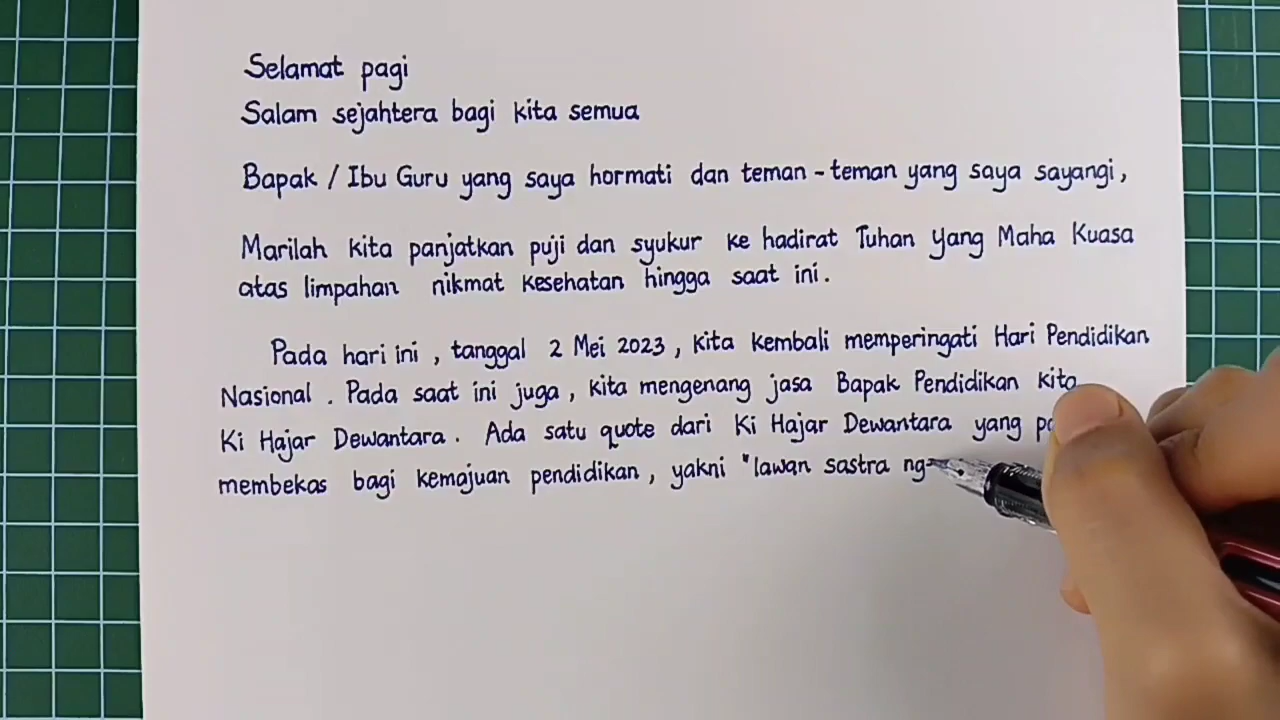 Selamat pagi
Salam sejahtera bagi kita semua
Bapak / Ibu Guru yang saya hormati dan teman - teman yang saya sayangi,
Marilah kita panjatkan puji dan syukur ke hadirat Tuhan Yang Maha Kuasa
atas limpahan nikmat kesehatan hingga saat ini.
Pada hari ini, tanggal 2 Mei 2023, kita kembali memperingati Hari Pendidikan
Nasional. Pada saat ini juga, kita mengenang jasa Bapak Pendidikan kita
Ki Hajar Dewantara. Ada satu quote dari Ki Hajar Dewantara yang
membekas bagi kemajuan pendidikan, yakni "lawan sastra